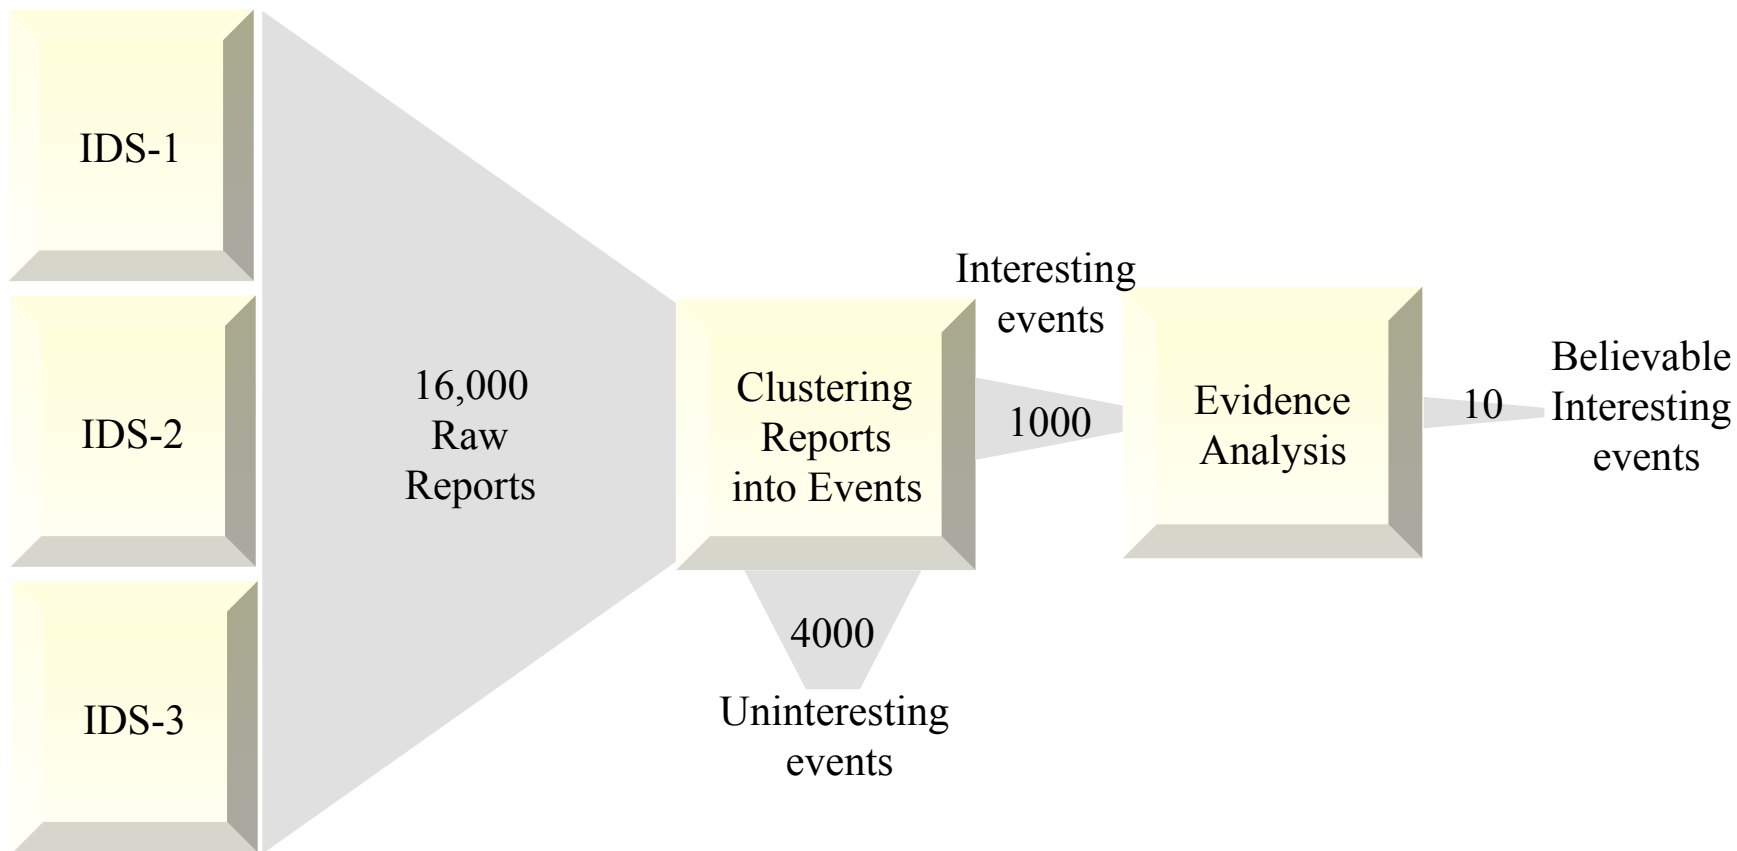 IDS-1
IDS-2
IDS-3
16,000
Raw
Reports
Clustering
Reports
into Events
4000
Uninteresting
events
Interesting
events
1000
Evidence
Analysis
10
Believable
Interesting
events